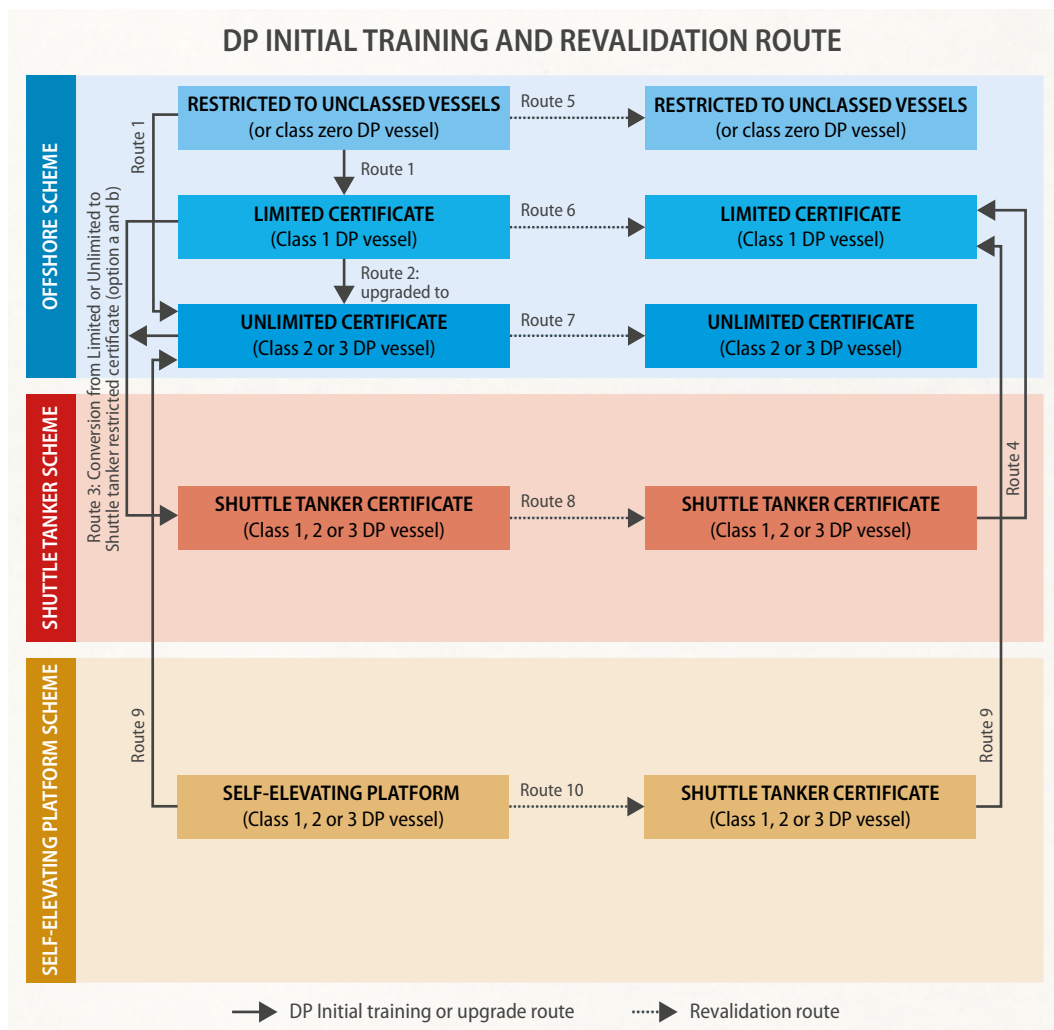 DP INITIAL TRAINING AND REVALIDATION ROUTE
OFFSHORE SCHEME
RESTRICTED TO UNCLASSED VESSELS
(or class zero DP vessel)
Route 5
RESTRICTED TO UNCLASSED VESSELS
(or class zero DP vessel)
Route 1
Route 1
LIMITED CERTIFICATE
(Class 1 DP vessel)
Route 6
LIMITED CERTIFICATE
(Class 1 DP vessel)
Route 2:
upgraded to
UNLIMITED CERTIFICATE
(Class 2 or 3 DP vessel)
Route 7
UNLIMITED CERTIFICATE
(Class 2 or 3 DP vessel)
Route 3: Conversion from Limited or Unlimited to
Shuttle tanker restricted certificate (option a and b)
SHUTTLE TANKER SCHEME
SHUTTLE TANKER CERTIFICATE
(Class 1, 2 or 3 DP vessel)
Route 8
SHUTTLE TANKER CERTIFICATE
(Class 1, 2 or 3 DP vessel)
Route 4
SELF-ELEVATING PLATFORM SCHEME
Route 9
SELF-ELEVATING PLATFORM
(Class 1, 2 or 3 DP vessel)
Route 10
SHUTTLE TANKER CERTIFICATE
(Class 1, 2 or 3 DP vessel)
Route 9
DP Initial training or upgrade route
Revalidation route